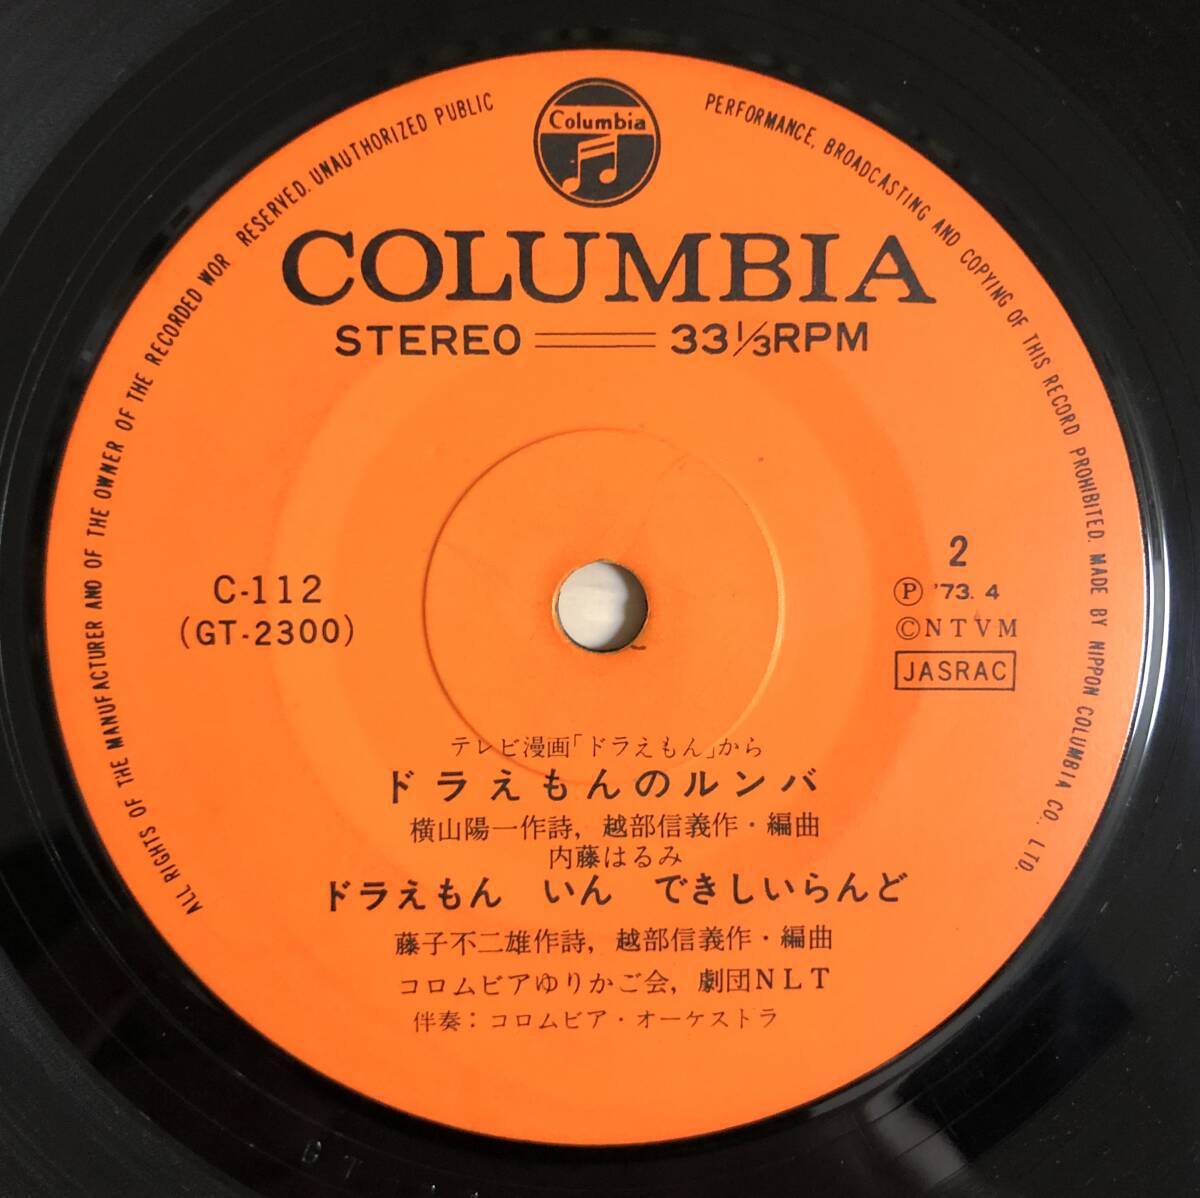 ALL RIGHTS OF THE MANUFACTURER AND OF THE OWNER OF THE RECORDED WOR RESERVED. UNAUTHORIZED PUBLIC PERFORMANCE, BROADCASTING AND COPYING OF THIS RECORD PROHIBITED. MADE BY NIPPON COLUMBIA CO., LTD.
Columbia
COLUMBIA
STEREO 33 1/3 RPM
C-112
(GT-2300)
2
Ⓟ '73. 4
©NTVM
JASRAC
テレビ漫画「ドラえもん」から
ドラえもんのルンバ
横山陽一作詩, 越部信義作・編曲
内藤はるみ
ドラえもん いん できしいらんど
藤子不二雄作詩, 越部信義作・編曲
コロムビアゆりかご会, 劇団NLT
伴奏：コロムビア・オーケストラ